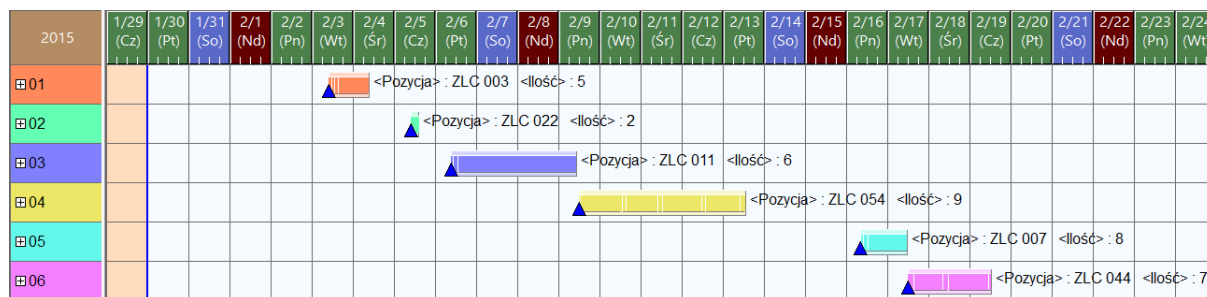 2015 1/29 1/30 1/31 2/1 2/2 2/3 2/4 2/5 2/6 2/7 2/8 2/9 2/10 2/11 2/12 2/13 2/14 2/15 2/16 2/17 2/18 2/19 2/20 2/21 2/22 2/23 2/24
(Cz) (Pt) (So) (Nd) (Pn) (Wt) (Śr) (Cz) (Pt) (So) (Nd) (Pn) (Wt) (Śr) (Cz) (Pt) (So) (Nd) (Pn) (Wt) (Śr) (Cz) (Pt) (So) (Nd) (Pn) (Wt
01 <Pozycja> : ZLC 003 <Ilość> : 5
02 <Pozycja> : ZLC 022 <Ilość> : 2
03 <Pozycja> : ZLC 011 <Ilość> : 6
04 <Pozycja> : ZLC 054 <Ilość> : 9
05 <Pozycja> : ZLC 007 <Ilość> : 8
06 <Pozycja> : ZLC 044 <Ilość> : 7